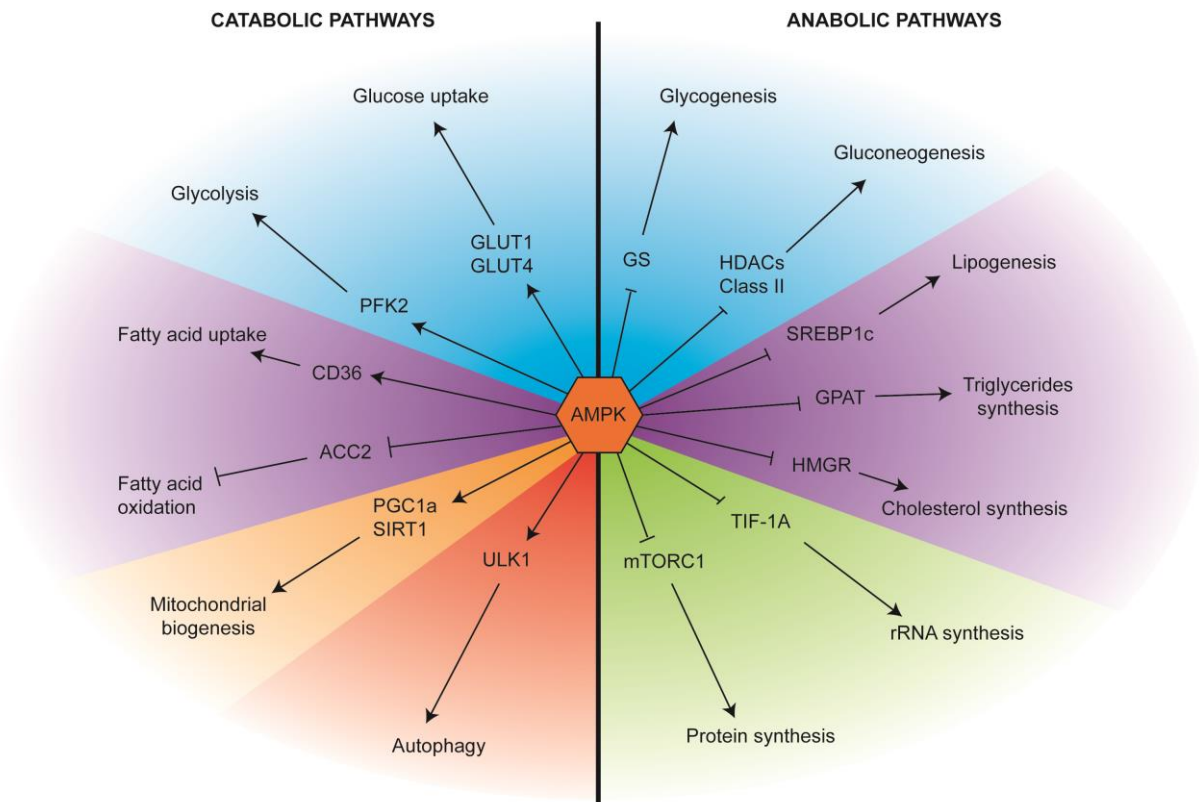 CATABOLIC PATHWAYS
ANABOLIC PATHWAYS
Glucose uptake
Glycolysis
GLUT1
GLUT4
PFK2
Fatty acid uptake
CD36
ACC2
Fatty acid
oxidation
PGC1a
SIRT1
Mitochondrial
biogenesis
ULK1
Autophagy
AMPK
Glycogenesis
Gluconeogenesis
GS
HDACs
Class II
Lipogenesis
SREBP1c
GPAT
Triglycerides
synthesis
HMGR
Cholesterol synthesis
TIF-1A
mTORC1
rRNA synthesis
Protein synthesis